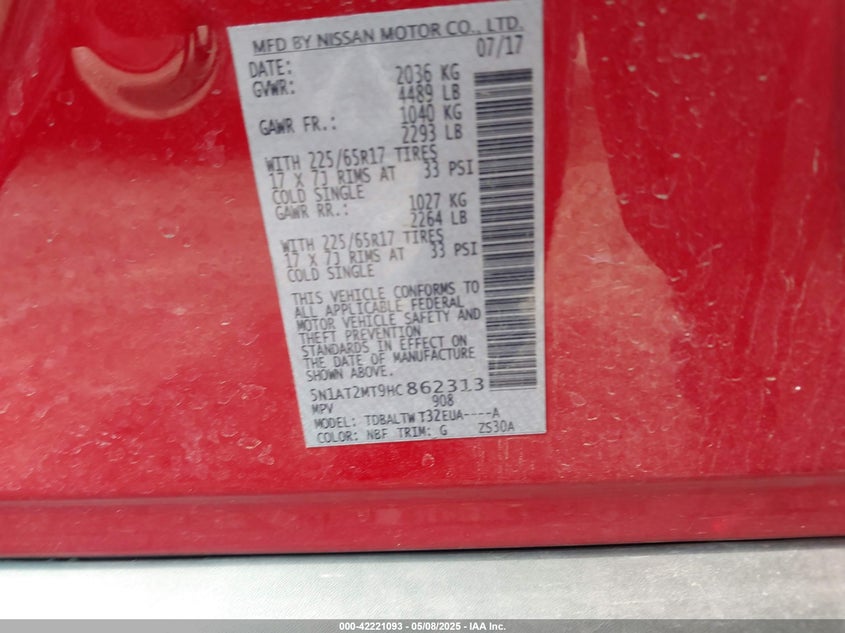 MFD BY NISSAN MOTOR CO., LTD.
DATE: 07/17
GVWR: 2036 KG
4489 LB
GAWR FR.: 1040 KG
2293 LB
WITH 225/65R17 TIRES
17 X 7J RIMS AT 33 PSI
COLD SINGLE
GAWR RR.: 1027 KG
2264 LB
WITH 225/65R17 TIRES
17 X 7J RIMS AT 33 PSI
COLD SINGLE
THIS VEHICLE CONFORMS TO
ALL APPLICABLE FEDERAL
MOTOR VEHICLE SAFETY AND
THEFT PREVENTION
STANDARDS IN EFFECT ON
THE DATE OF MANUFACTURE
SHOWN ABOVE.
5N1AT2MT9HC862313
MPV 908
MODEL: TDBALTWT32EUA----A
COLOR: NBF TRIM: G ZS30A
000-42221093 - 05/08/2025 - IAA Inc.